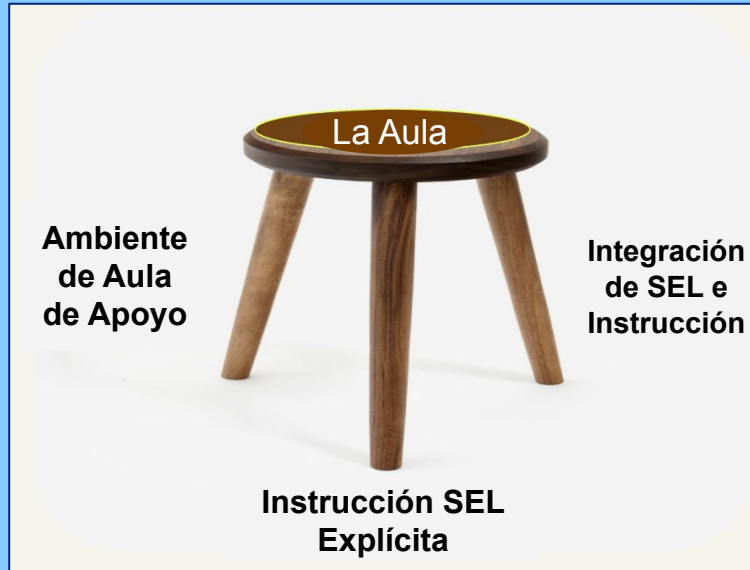 La Aula
Ambiente
de Aula
de Apoyo
Integración
de SEL e
Instrucción
Instrucción SEL
Explícita